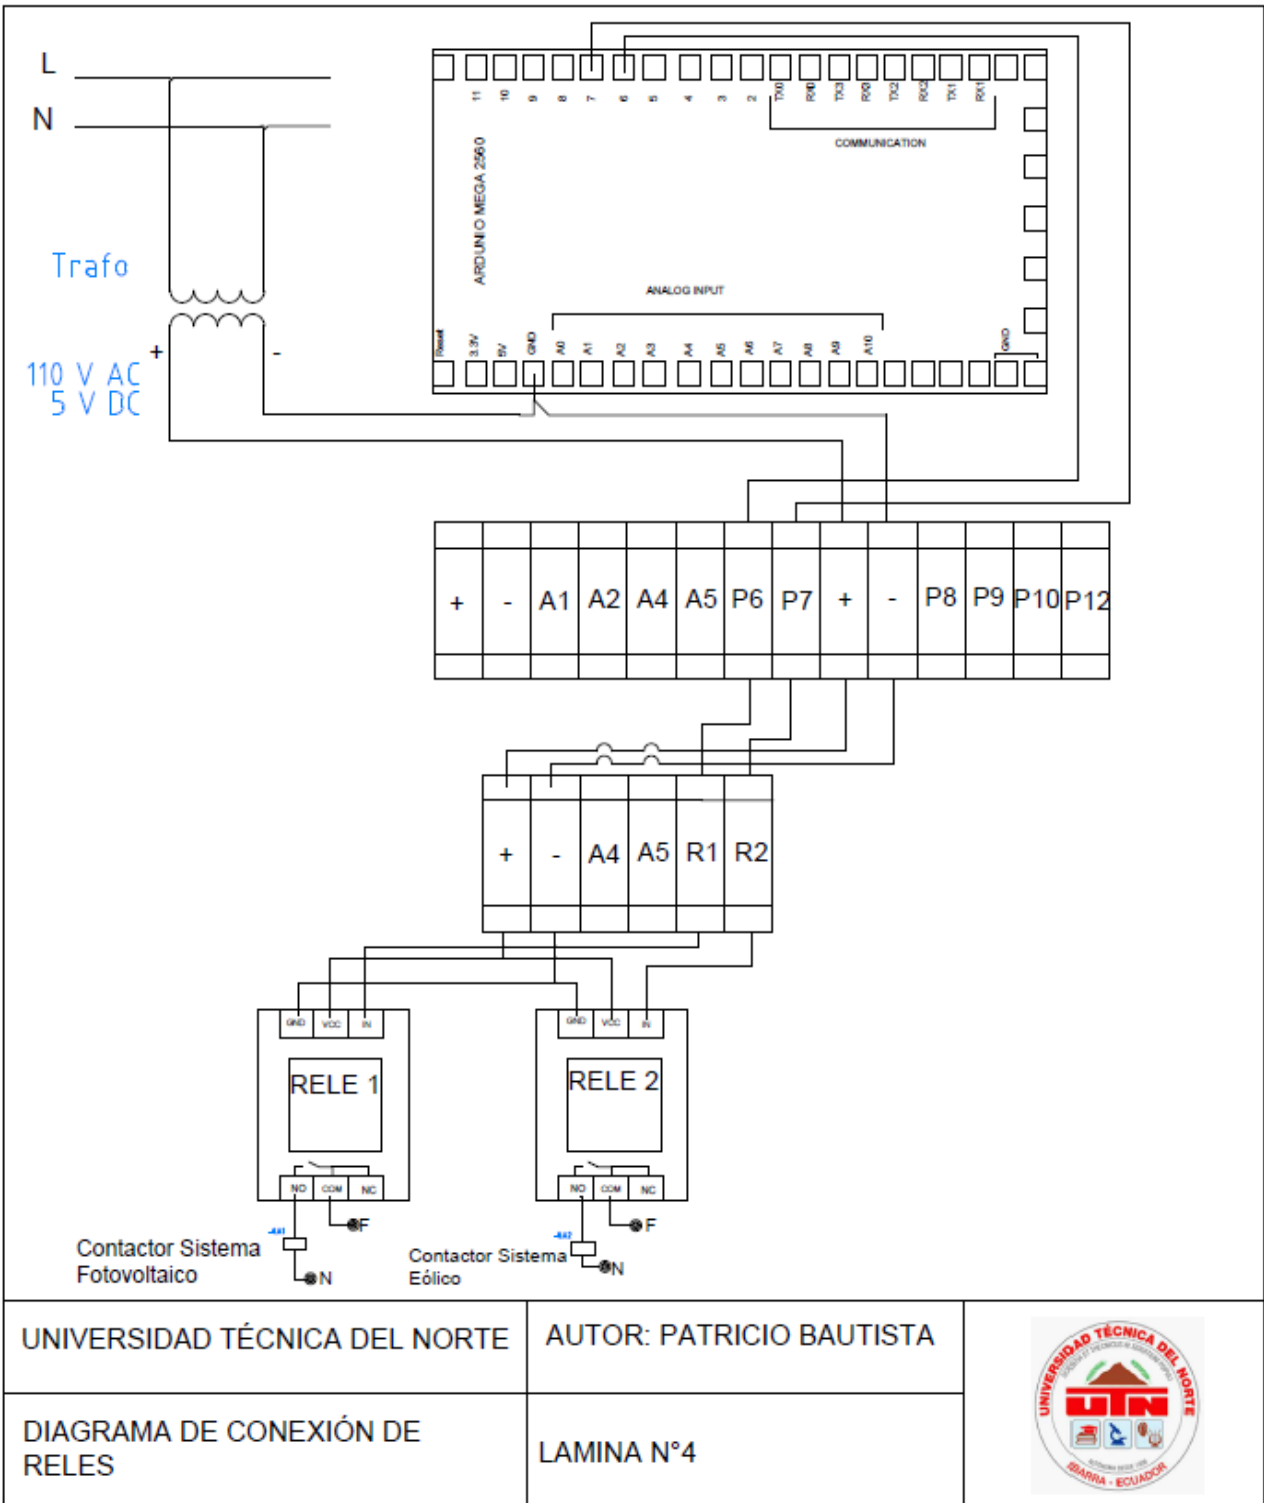 L
N
Trafo
+ -
110 V AC
5 V DC
11 10 9 8 7 6 5 4 3 2 TX0 RX0 TX3 RX3 TX2 RX2 TX1 RX1
COMMUNICATION
ARDUNIO MEGA 2560
ANALOG INPUT
Reset 3.3V 5V GND A0 A1 A2 A3 A4 A5 A6 A7 A8 A9 A10 GND
+ - A1 A2 A4 A5 P6 P7 + - P8 P9 P10 P12
+ - A4 A5 R1 R2
GND VCC IN
GND VCC IN
RELE 1
RELE 2
NO COM NC
NO COM NC
F
F
Contactor Sistema
Fotovoltaico
N
Contactor Sistema
Eólico
N
UNIVERSIDAD TÉCNICA DEL NORTE
AUTOR: PATRICIO BAUTISTA
DIAGRAMA DE CONEXIÓN DE
RELES
LAMINA N°4
UNIVERSIDAD TÉCNICA DEL NORTE
UTN
IBARRA - ECUADOR